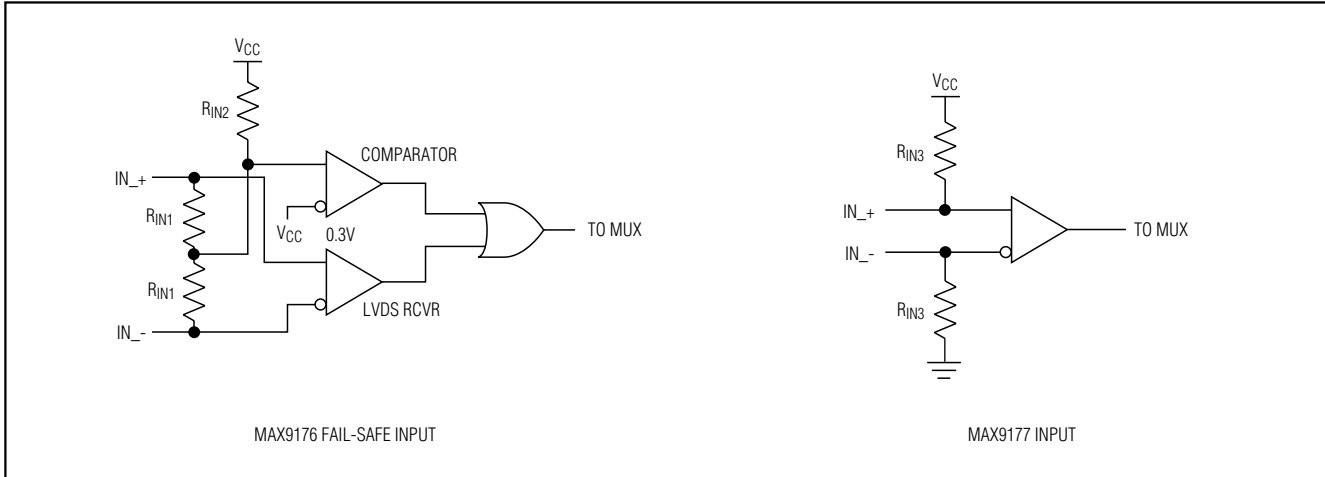 VCC
RIN2
COMPARATOR
IN_+
RIN1
VCC 0.3V
TO MUX
RIN1
LVDS RCVR
IN_-
MAX9176 FAIL-SAFE INPUT
VCC
RIN3
IN_+
TO MUX
IN_-
RIN3
MAX9177 INPUT